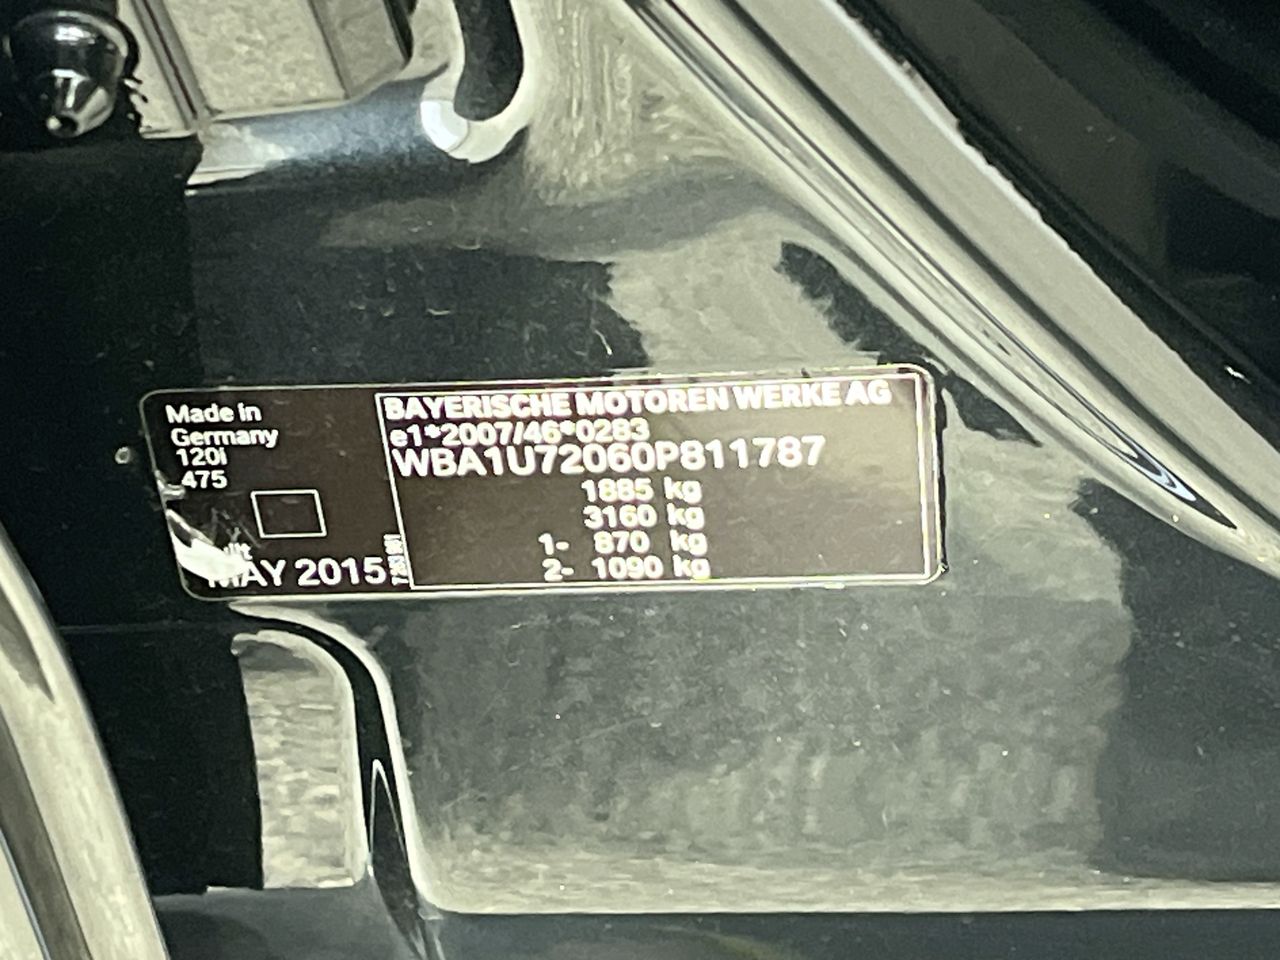 Made in
Germany
120i
475
MAY 2015
BAYERISCHE MOTOREN WERKE AG
e1*2007/46*0283
WBA1U72060P811787
1885 kg
3160 kg
1- 870 kg
2- 1090 kg